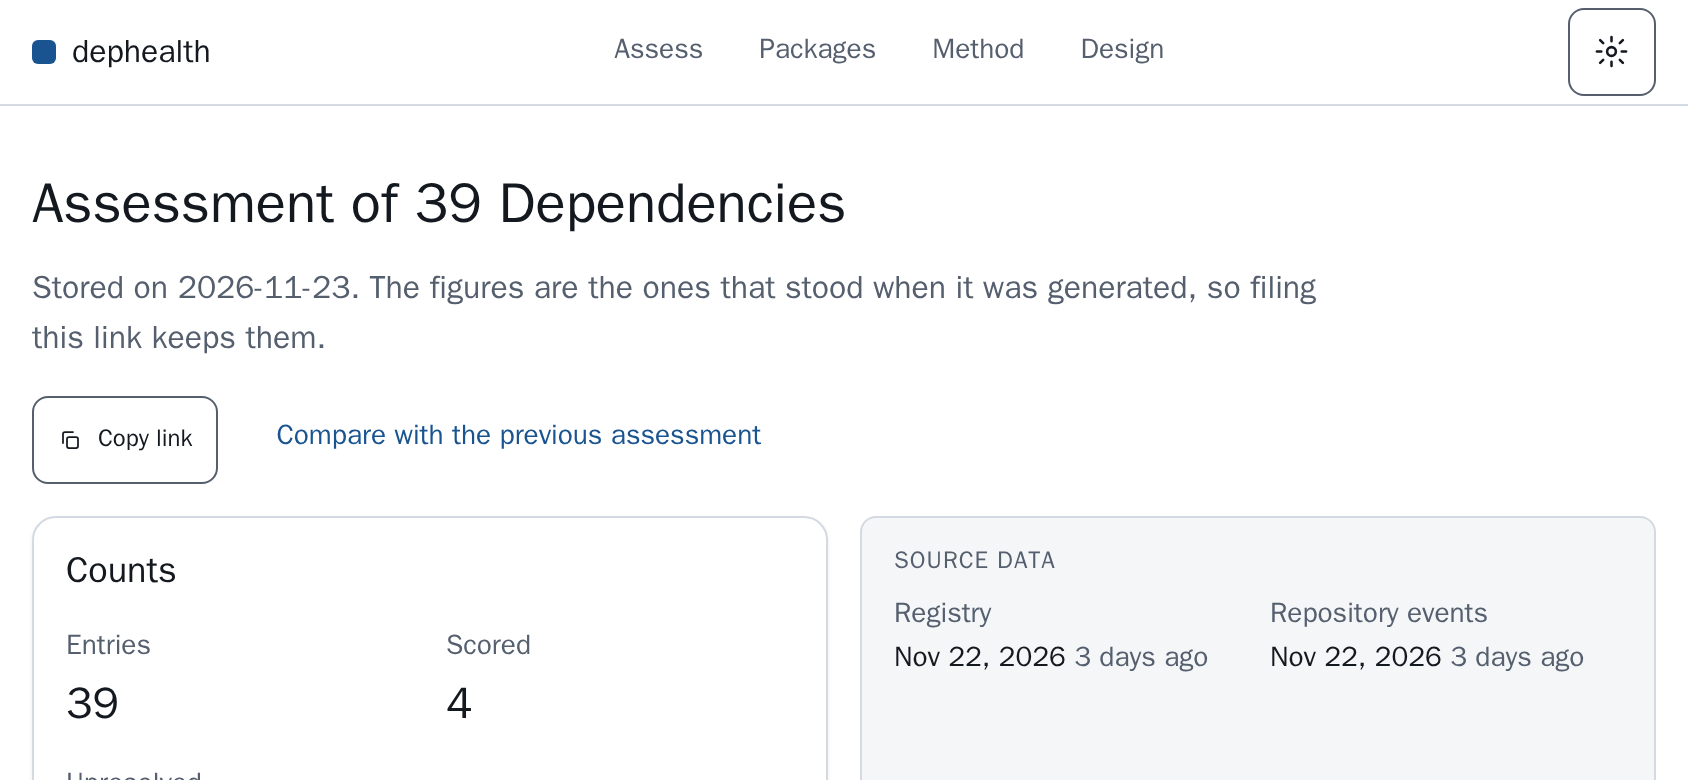 dephealth
Assess
Packages
Method
Design
Assessment of 39 Dependencies
Stored on 2026-11-23. The figures are the ones that stood when it was generated, so filing
this link keeps them.
Copy link
Compare with the previous assessment
Counts
Entries
39
Scored
4
Unresolved
SOURCE DATA
Registry
Nov 22, 2026 3 days ago
Repository events
Nov 22, 2026 3 days ago